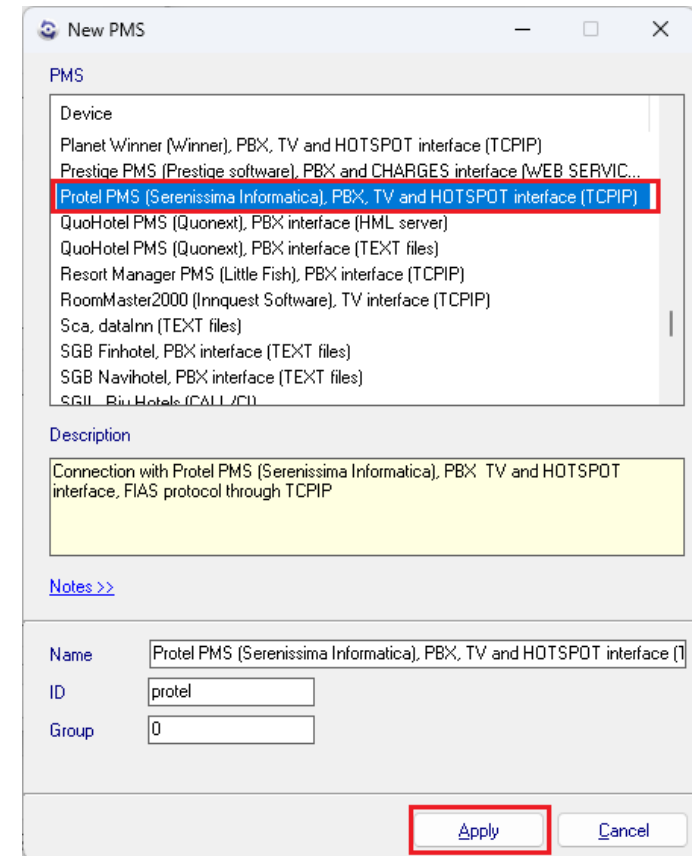 New PMS
PMS
Device
Planet Winner (Winner), PBX, TV and HOTSPOT interface (TCPIP)
Prestige PMS (Prestige software), PBX and CHARGES interface (WEB SERVIC...
Protel PMS (Serenissima Informatica), PBX, TV and HOTSPOT interface (TCPIP)
QuoHotel PMS (Quonext), PBX interface (HML server)
QuoHotel PMS (Quonext), PBX interface (TEXT files)
Resort Manager PMS (Little Fish), PBX interface (TCPIP)
RoomMaster2000 (Innquest Software), TV interface (TCPIP)
Sca, dataInn (TEXT files)
SGB Finhotel, PBX interface (TEXT files)
SGB Navihotel, PBX interface (TEXT files)
SGIL, Riu Hotels (CALL/CI)
Description
Connection with Protel PMS (Serenissima Informatica), PBX TV and HOTSPOT
interface, FIAS protocol through TCPIP
Notes >>
Name Protel PMS (Serenissima Informatica), PBX, TV and HOTSPOT interface (T
ID protel
Group 0
Apply Cancel